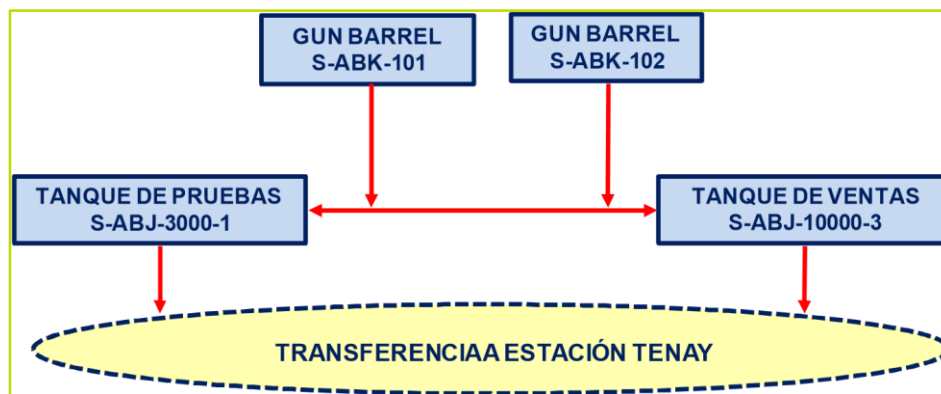 GUN BARREL
S-ABK-101
GUN BARREL
S-ABK-102
TANQUE DE PRUEBAS
S-ABJ-3000-1
TANQUE DE VENTAS
S-ABJ-10000-3
TRANSFERENCIAA ESTACIÓN TENAY